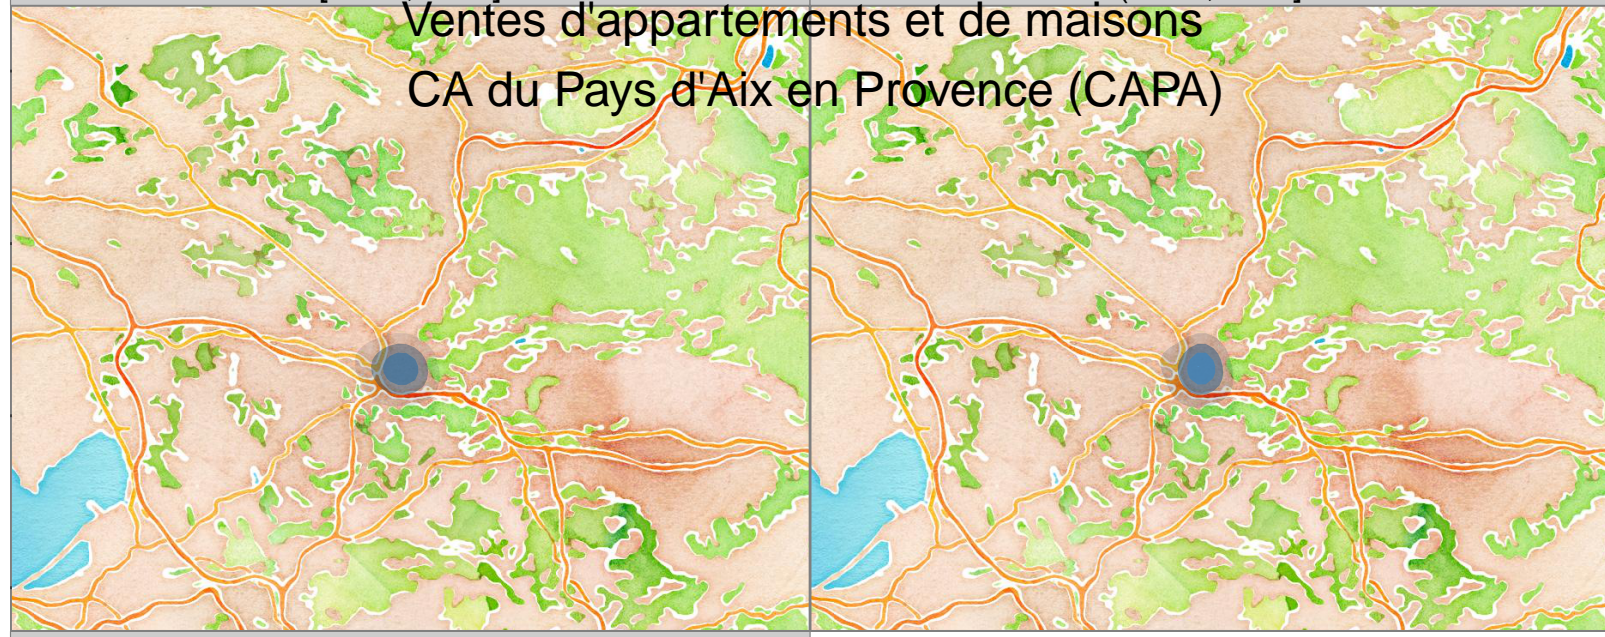 Ventes d'appartements et de maisons
CA du Pays d'Aix en Provence (CAPA)